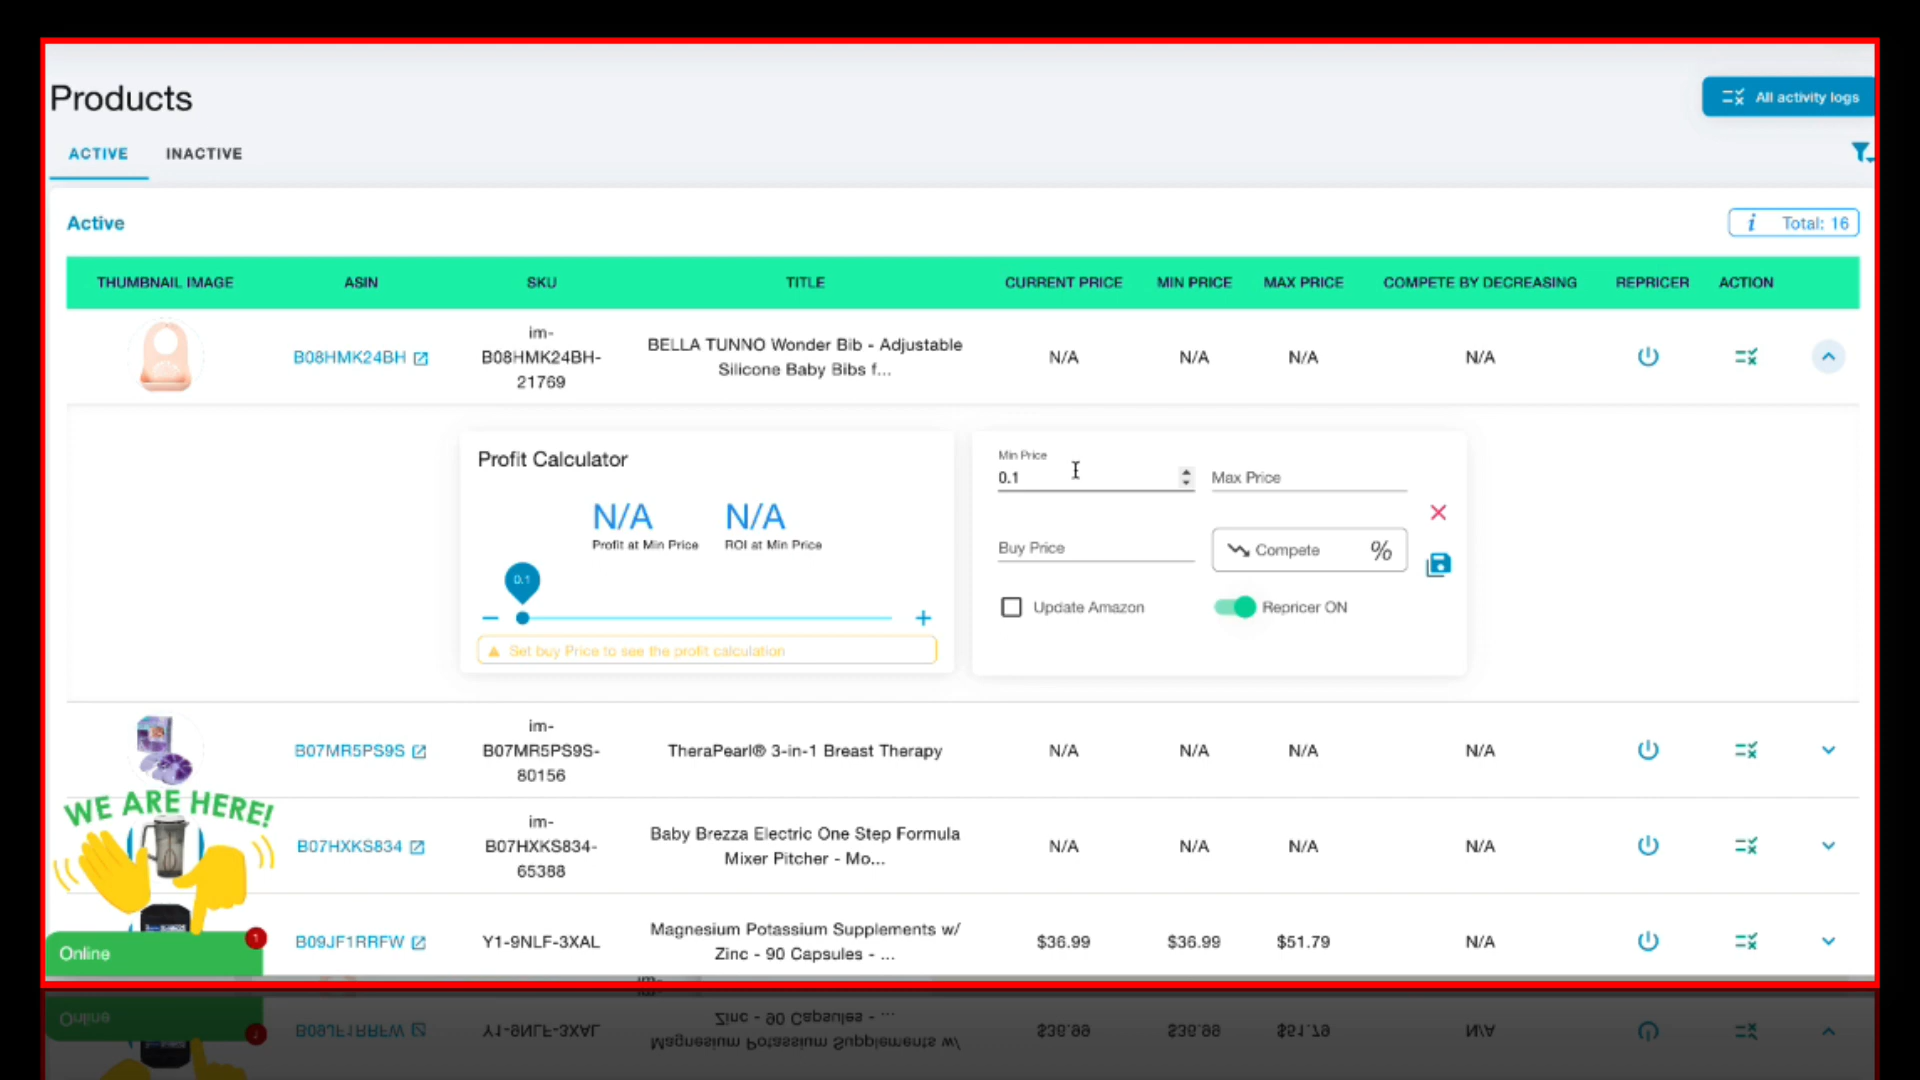 Products
All activity logs
ACTIVE INACTIVE
Active
i Total: 16
THUMBNAIL IMAGE ASIN SKU TITLE CURRENT PRICE MIN PRICE MAX PRICE COMPETE BY DECREASING REPRICER ACTION
im-
B08HMK24BH-
21769
B08HMK24BH
BELLA TUNNO Wonder Bib - Adjustable
Silicone Baby Bibs f...
N/A N/A N/A N/A
Profit Calculator
N/A N/A
Profit at Min Price ROI at Min Price
0.1
Set buy Price to see the profit calculation
Min Price
0.1
Max Price
Buy Price
Compete %
Update Amazon
Repricer ON
im-
B07MR5PS9S-
80156
B07MR5PS9S
TheraPearl® 3-in-1 Breast Therapy
N/A N/A N/A N/A
WE ARE HERE!
im-
B07HXKS834-
65388
B07HXKS834
Baby Brezza Electric One Step Formula
Mixer Pitcher - Mo...
N/A N/A N/A N/A
Online
1
B09JF1RRFW
Y1-9NLF-3XAL
Magnesium Potassium Supplements w/
Zinc - 90 Capsules - ...
$36.99 $36.99 $51.79 N/A